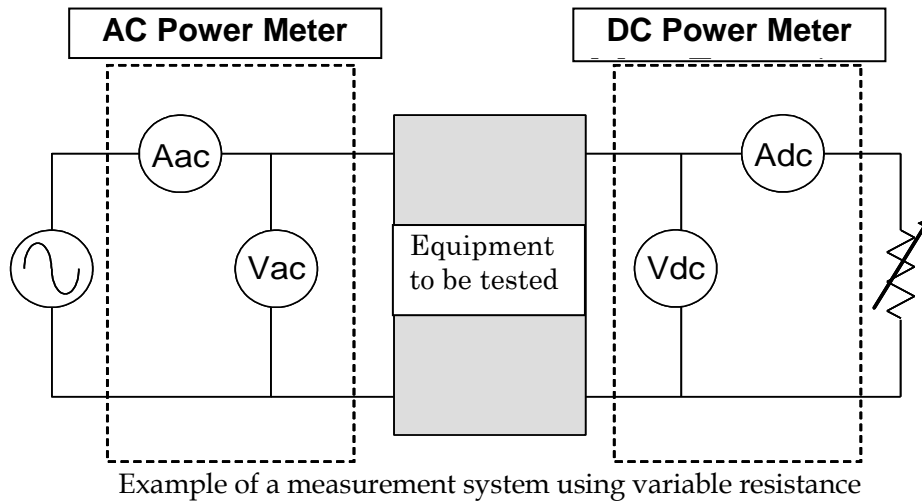 AC Power Meter
DC Power Meter
Aac
Adc
Vac
Equipment
to be tested
Vdc
Example of a measurement system using variable resistance